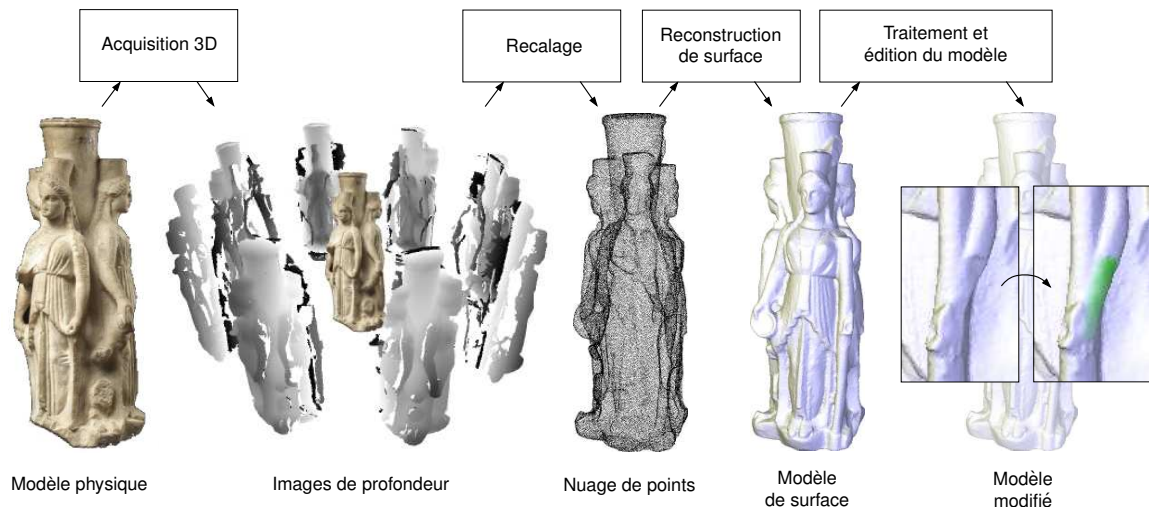 Acquisition 3D
Recalage
Reconstruction
de surface
Traitement et
édition du modèle
Modèle physique
Images de profondeur
Nuage de points
Modèle
de surface
Modèle
modifié